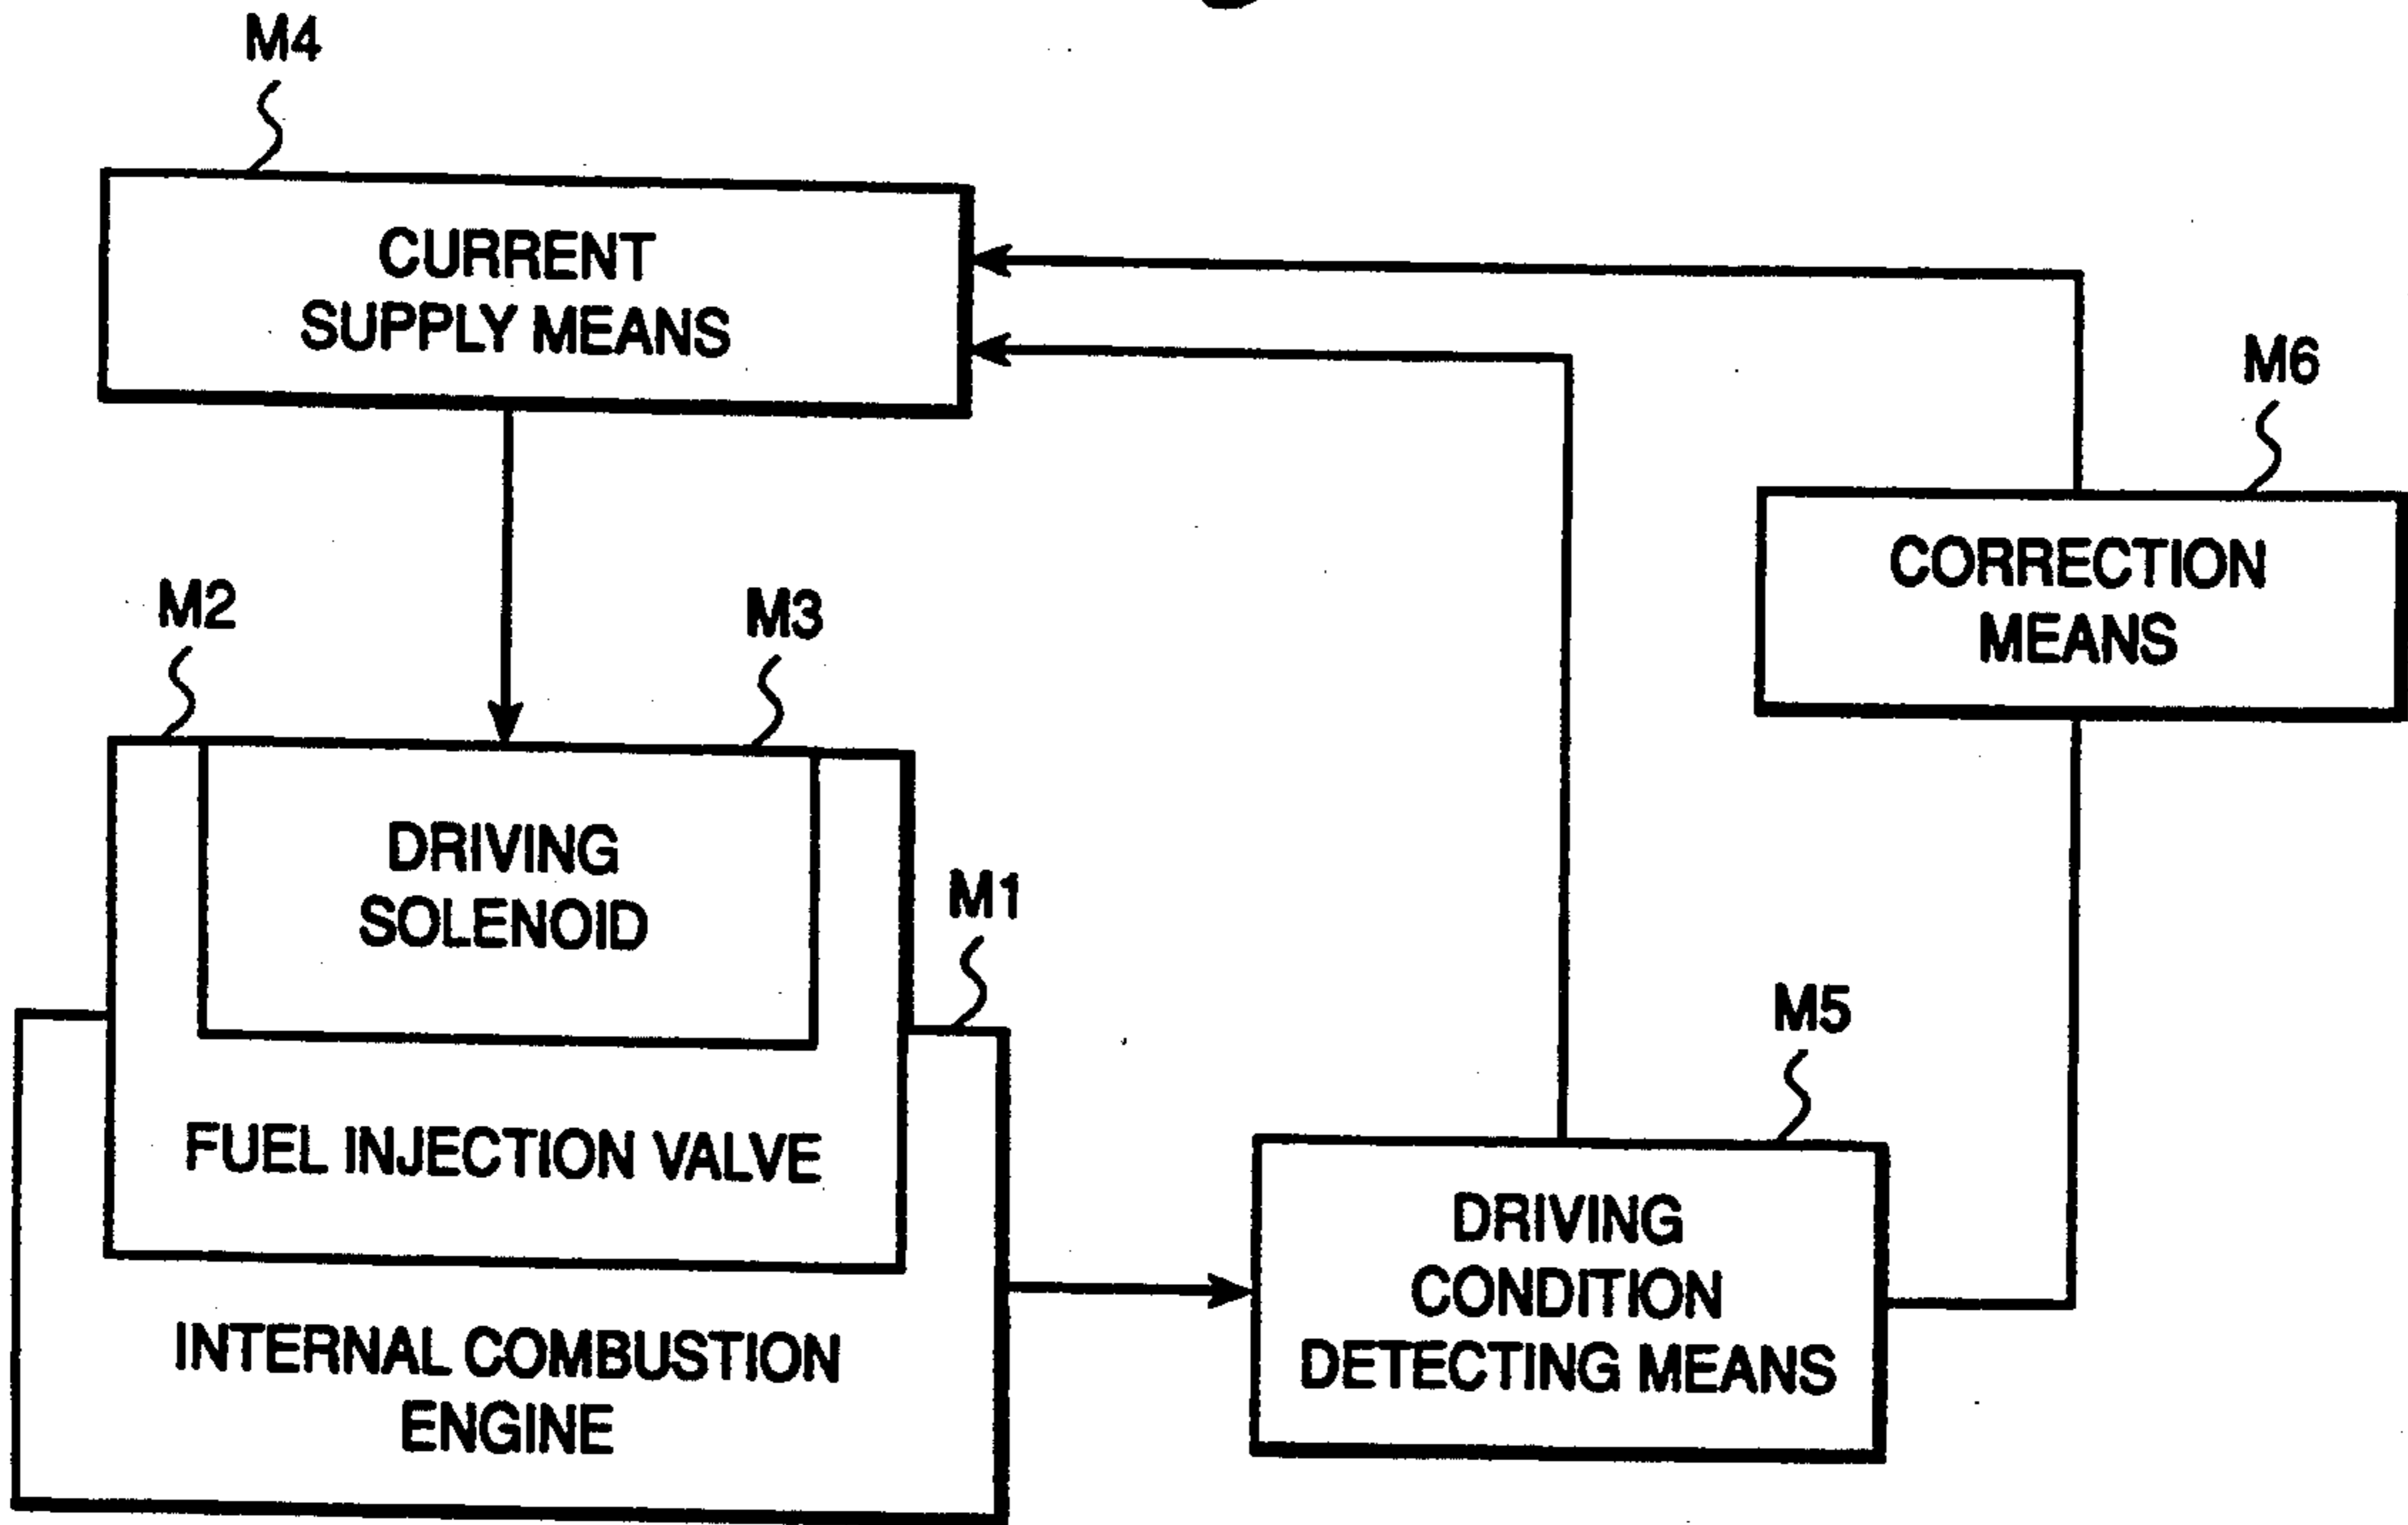 M4
CURRENT
SUPPLY MEANS
M6
CORRECTION
MEANS
M2
M3
DRIVING
SOLENOID
M1
FUEL INJECTION VALVE
INTERNAL COMBUSTION
ENGINE
M5
DRIVING
CONDITION
DETECTING MEANS